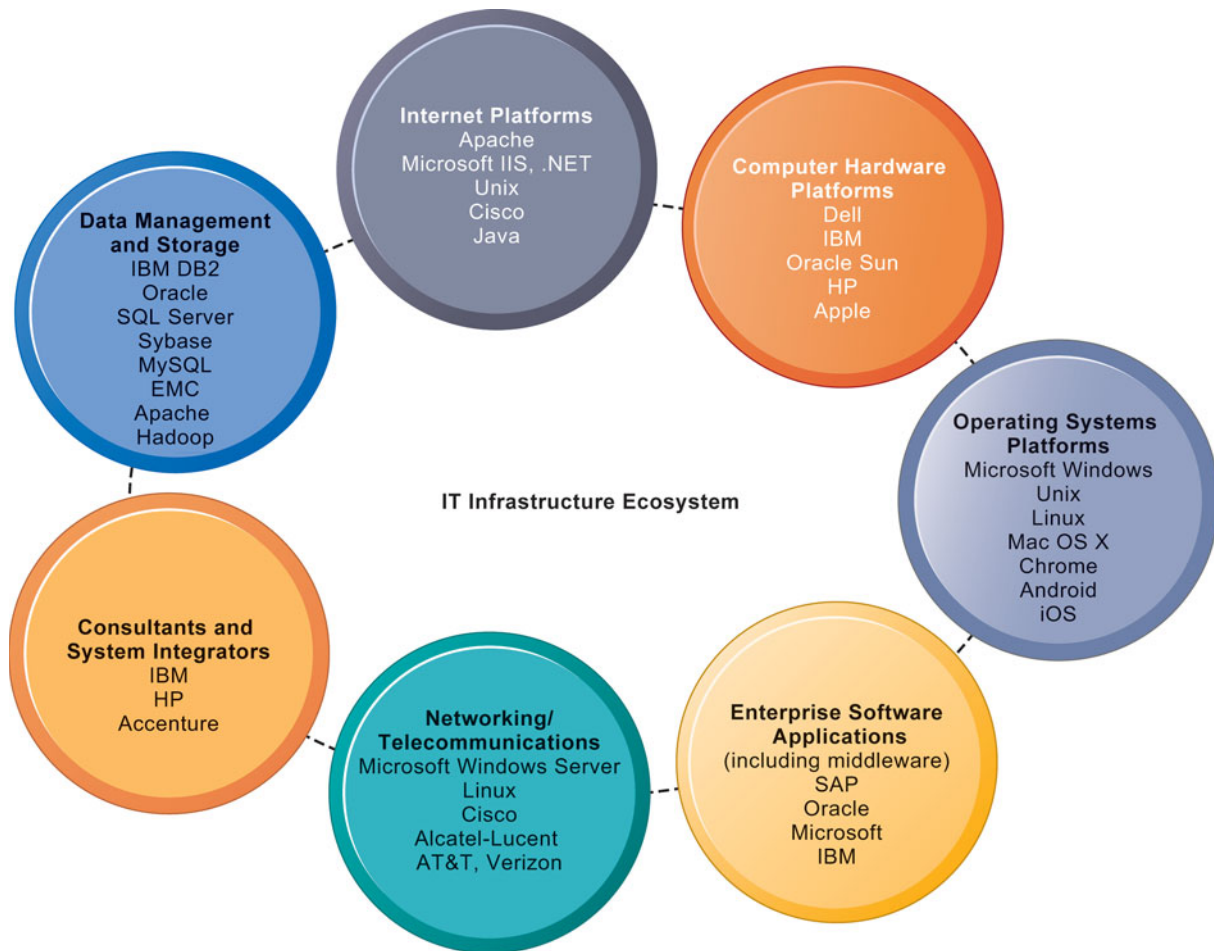 Internet Platforms
Apache
Microsoft IIS, .NET
Unix
Cisco
Java
Computer Hardware
Platforms
Dell
IBM
Oracle Sun
HP
Apple
Data Management
and Storage
IBM DB2
Oracle
SQL Server
Sybase
MySQL
EMC
Apache
Hadoop
Operating Systems
Platforms
Microsoft Windows
Unix
Linux
Mac OS X
Chrome
Android
iOS
IT Infrastructure Ecosystem
Consultants and
System Integrators
IBM
HP
Accenture
Networking/
Telecommunications
Microsoft Windows Server
Linux
Cisco
Alcatel-Lucent
AT&T, Verizon
Enterprise Software
Applications
(including middleware)
SAP
Oracle
Microsoft
IBM